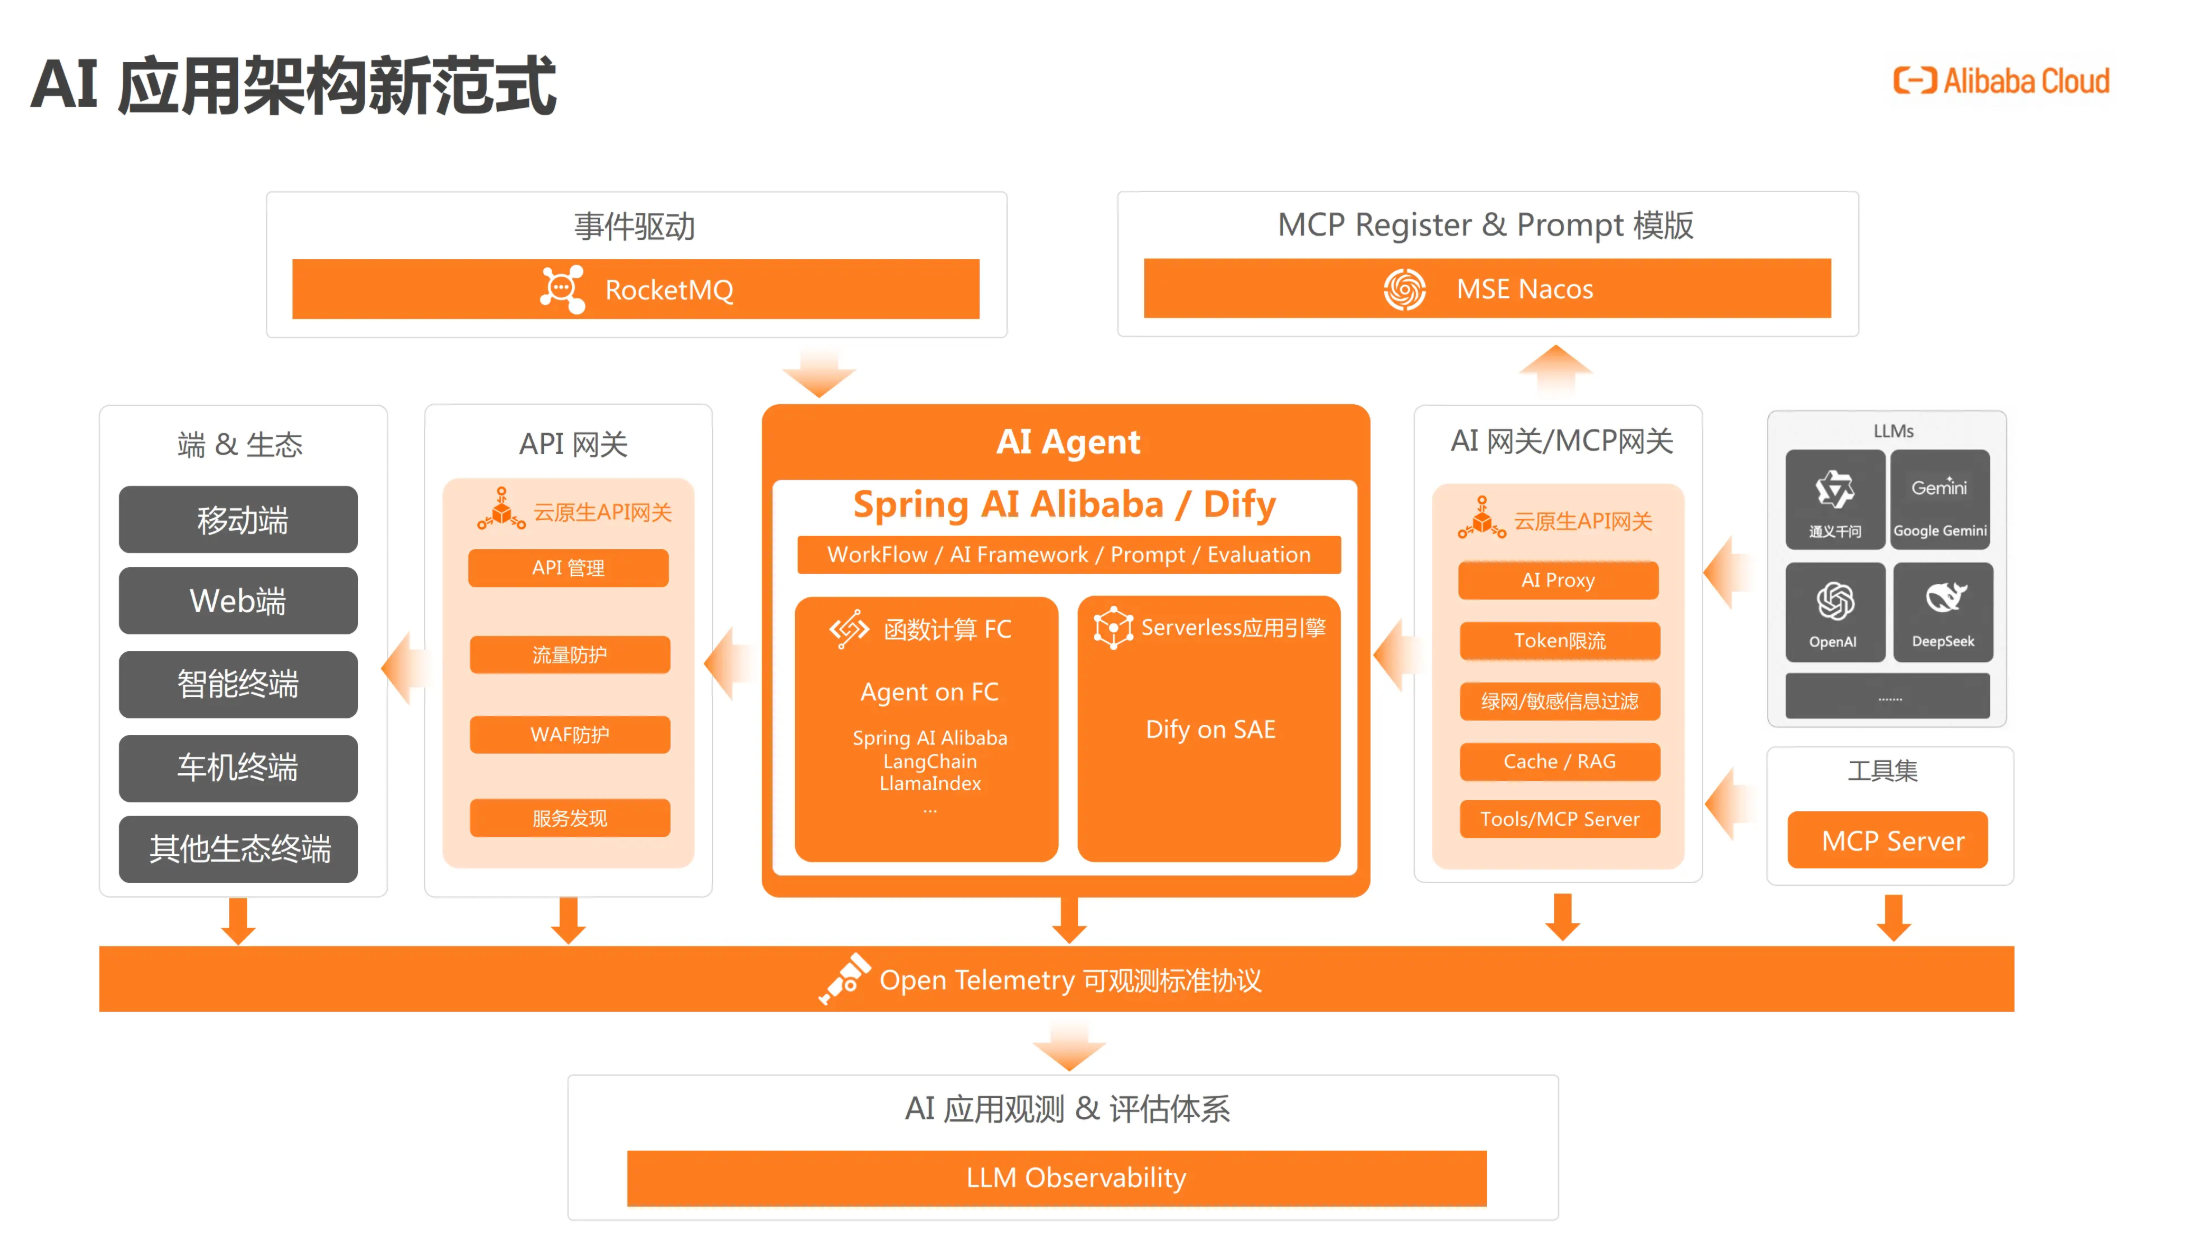 AI 应用架构新范式
Alibaba Cloud
事件驱动
RocketMQ
MCP Register & Prompt 模版
MSE Nacos
端 & 生态
移动端
Web端
智能终端
车机终端
其他生态终端
API 网关
云原生API网关
API 管理
流量防护
WAF防护
服务发现
AI Agent
Spring AI Alibaba / Dify
WorkFlow / AI Framework / Prompt / Evaluation
函数计算 FC
Agent on FC
Spring AI Alibaba
LangChain
LlamaIndex
...
Serverless应用引擎
Dify on SAE
AI 网关/MCP网关
云原生API网关
AI Proxy
Token限流
绿网/敏感信息过滤
Cache / RAG
Tools/MCP Server
LLMs
通义千问
Gemini
Google Gemini
OpenAI
DeepSeek
.......
工具集
MCP Server
Open Telemetry 可观测标准协议
AI 应用观测 & 评估体系
LLM Observability